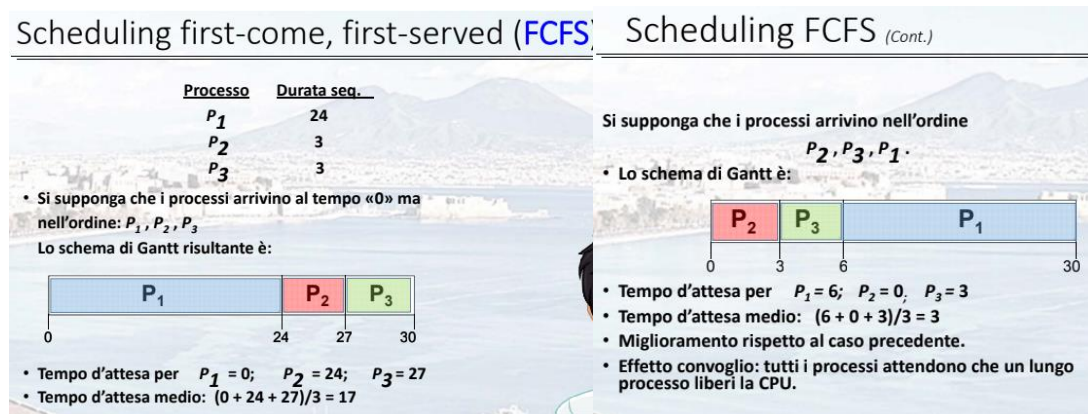 Scheduling first-come, first-served (FCFS)
Processo Durata seq.
P1 24
P2 3
P3 3
• Si supponga che i processi arrivino al tempo «0» ma
nell'ordine: P1 , P2 , P3
Lo schema di Gantt risultante è:
P1 P2 P3
0 24 27 30
• Tempo d'attesa per P1 = 0; P2 = 24; P3 = 27
• Tempo d'attesa medio: (0 + 24 + 27)/3 = 17
Scheduling FCFS (Cont.)
Si supponga che i processi arrivino nell'ordine
P2 , P3 , P1 .
• Lo schema di Gantt è:
P2 P3 P1
0 3 6 30
• Tempo d'attesa per P1 = 6; P2 = 0; P3 = 3
• Tempo d'attesa medio: (6 + 0 + 3)/3 = 3
• Miglioramento rispetto al caso precedente.
• Effetto convoglio: tutti i processi attendono che un lungo
processo liberi la CPU.